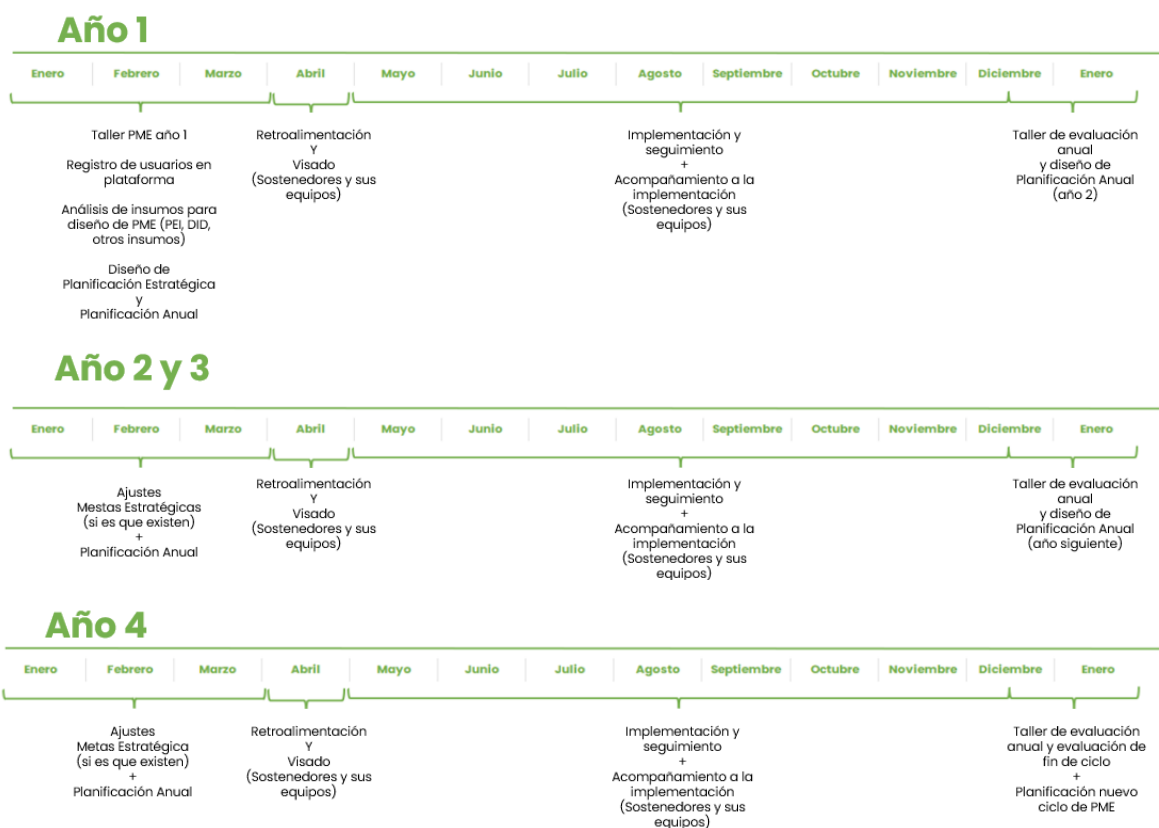 Año 1
Enero Febrero Marzo Abril Mayo Junio Julio Agosto Septiembre Octubre Noviembre Diciembre Enero
Taller PME año 1
Registro de usuarios en
plataforma
Análisis de insumos para
diseño de PME (PEI, DID,
otros insumos)
Diseño de
Planificación Estratégica
y
Planificación Anual
Retroalimentación
Y
Visado
(Sostenedores y sus
equipos)
Implementación y
seguimiento
+
Acompañamiento a la
implementación
(Sostenedores y sus
equipos)
Taller de evaluación
anual
y diseño de
Planificación Anual
(año 2)
Año 2 y 3
Enero Febrero Marzo Abril Mayo Junio Julio Agosto Septiembre Octubre Noviembre Diciembre Enero
Ajustes
Mestas Estratégicas
(si es que existen)
+
Planificación Anual
Retroalimentación
Y
Visado
(Sostenedores y sus
equipos)
Implementación y
seguimiento
+
Acompañamiento a la
implementación
(Sostenedores y sus
equipos)
Taller de evaluación
anual
y diseño de
Planificación Anual
(año siguiente)
Año 4
Enero Febrero Marzo Abril Mayo Junio Julio Agosto Septiembre Octubre Noviembre Diciembre Enero
Ajustes
Metas Estratégica
(si es que existen)
+
Planificación Anual
Retroalimentación
Y
Visado
(Sostenedores y sus
equipos)
Implementación y
seguimiento
+
Acompañamiento a la
implementación
(Sostenedores y sus
equipos)
Taller de evaluación
anual y evaluación de
fin de ciclo
+
Planificación nuevo
ciclo de PME